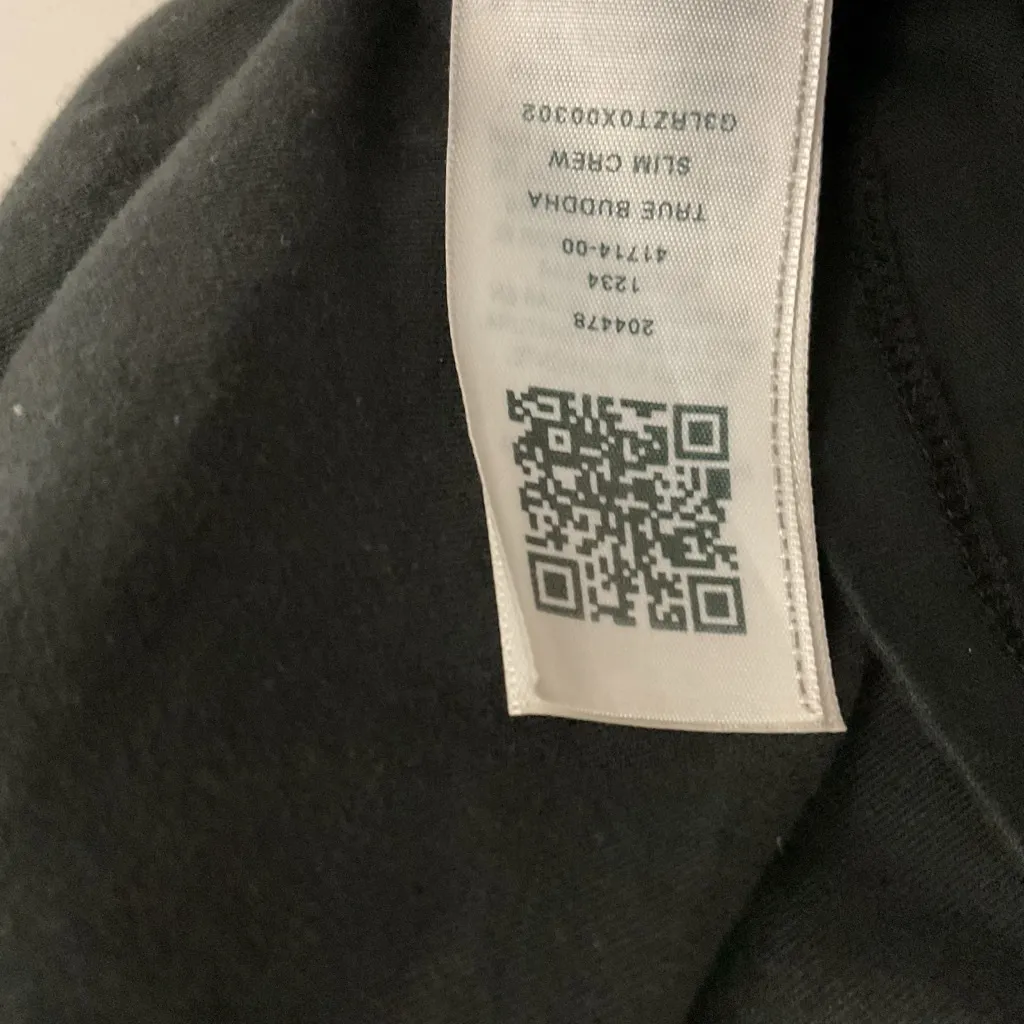 204478
1234
41714-00
TRUE BUDDHA
SLIM CREW
G3LRZT0X00302